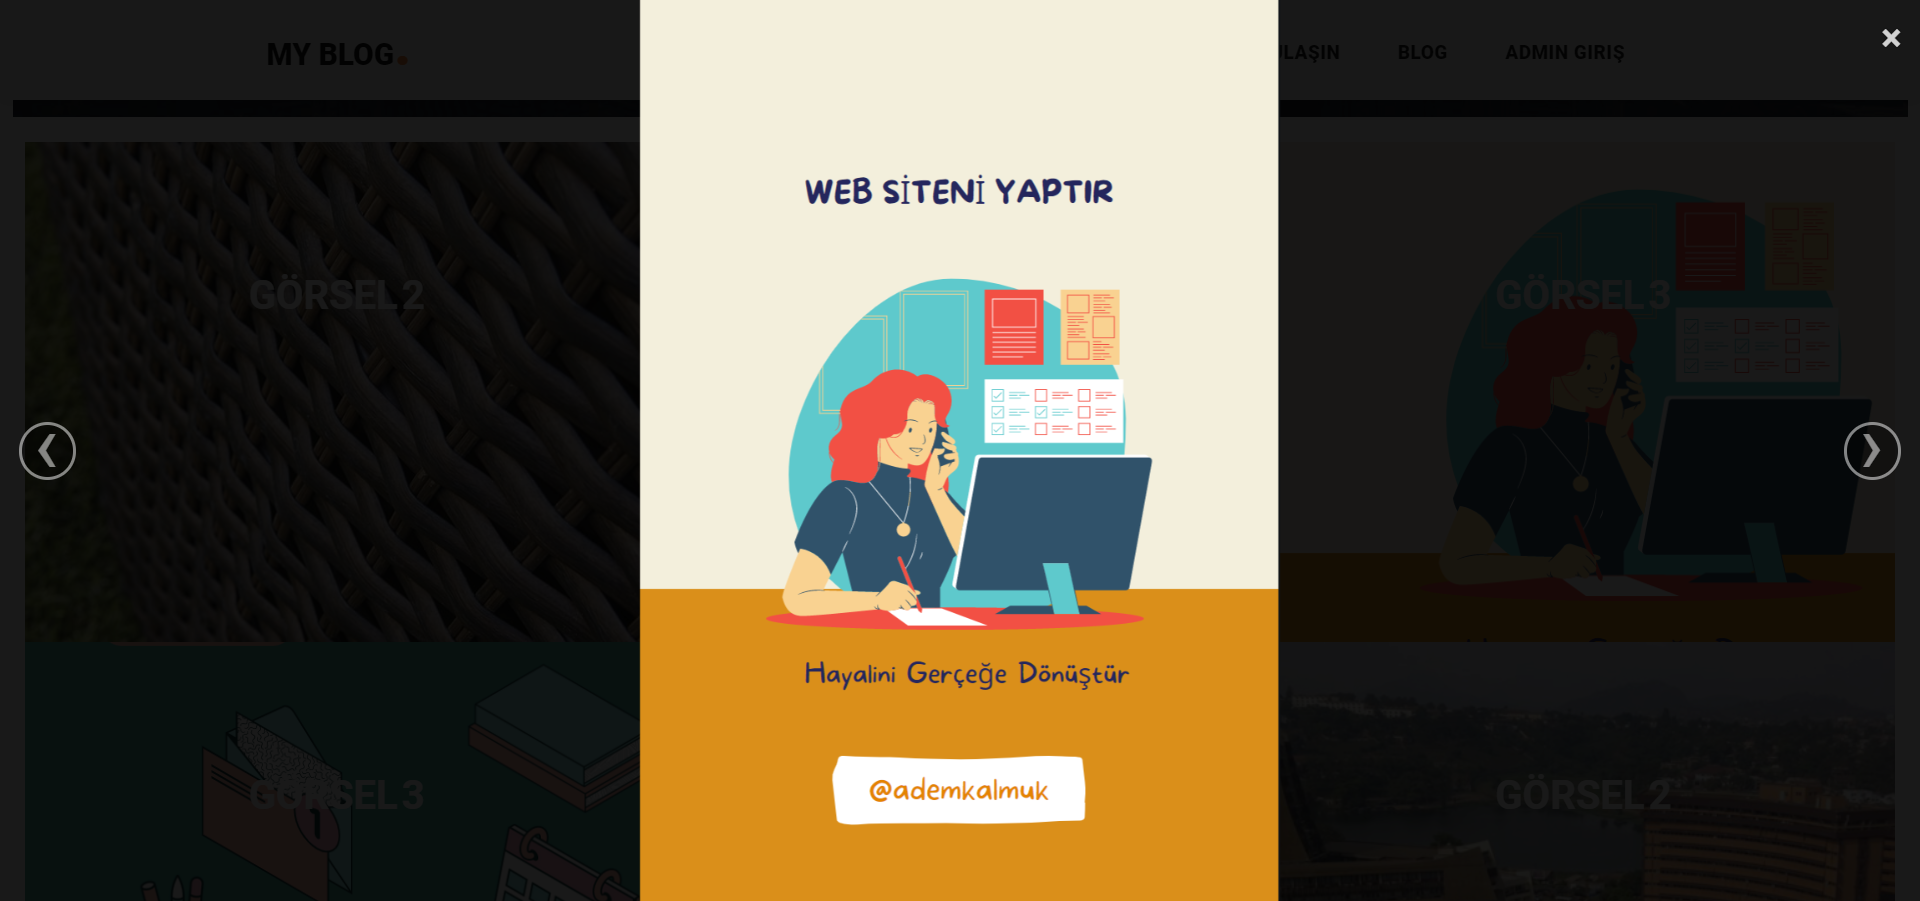 MY BLOG.
ULAŞIN BLOG ADMIN GIRIŞ
WEB SİTENİ YAPTIR
GÖRSEL 2
GÖRSEL 3
Hayalini Gerçeğe Dönüştür
@ademkalmuk
GÖRSEL 3
GÖRSEL 2